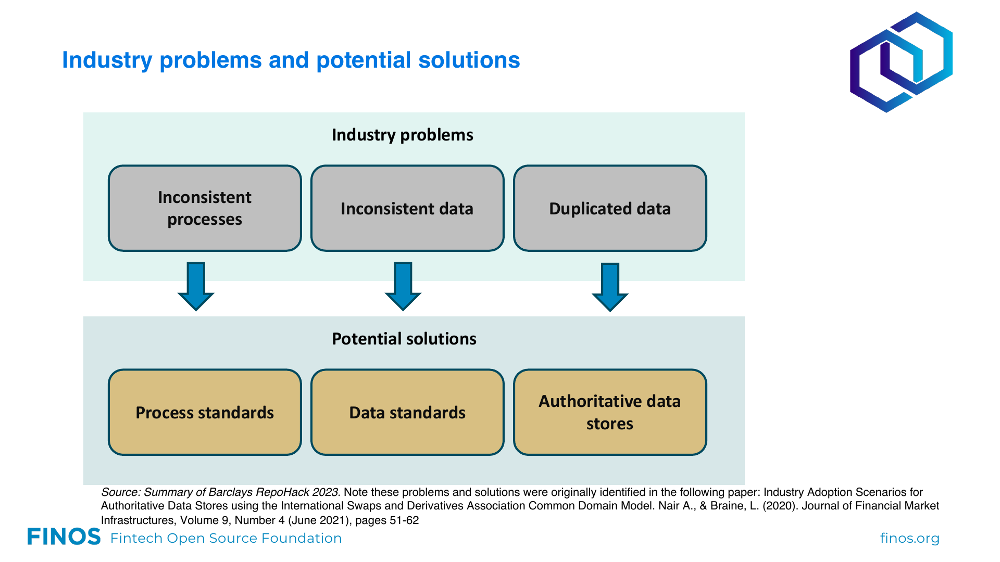 Industry problems and potential solutions
Industry problems
Inconsistent
processes
Inconsistent data
Duplicated data
Potential solutions
Process standards
Data standards
Authoritative data
stores
Source: Summary of Barclays RepoHack 2023. Note these problems and solutions were originally identified in the following paper: Industry Adoption Scenarios for
Authoritative Data Stores using the International Swaps and Derivatives Association Common Domain Model. Nair A., & Braine, L. (2020). Journal of Financial Market
Infrastructures, Volume 9, Number 4 (June 2021), pages 51-62
FINOS Fintech Open Source Foundation
finos.org